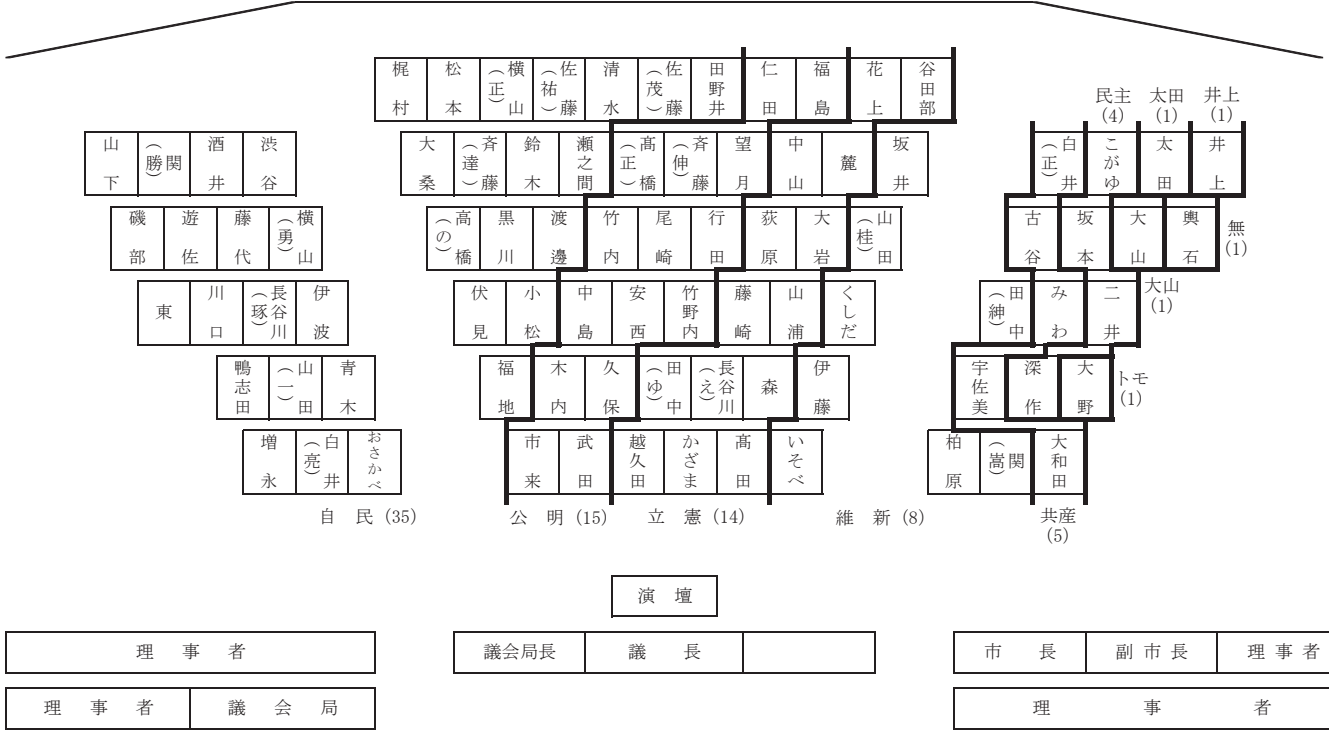 梶村 松本 横山（正） 佐藤（祐） 清水 佐藤（茂） 田野井 仁田 福島 花上 谷田部
民主(4) 太田(1) 井上(1)
山下 関（勝） 酒井 渋谷 大桑 斉藤（達） 鈴木 瀬之間 髙橋（正） 斉藤（伸） 望月 中山 麓 坂井 白井（正） こがゆ 太田 井上
磯部 遊佐 藤代 横山（勇） 高橋（の） 黒川 渡邊 竹内 尾崎 行田 荻原 大岩 山田（桂） 古谷 坂本 大山 輿石 無(1)
東 川口 長谷川（琢） 伊波 伏見 小松 中島 安西 竹野内 藤崎 山浦 くしだ 田中（紳） みわ 二井 大山(1)
鴨志田 山田（一） 青木 福地 木内 久保 田中（ゆ） 長谷川（え） 森 伊藤 宇佐美 深作 大野 トモ(1)
増永 白井（亮） おさかべ 市来 武田 越久田 かざま 髙田 いそべ 柏原 関（嵩） 大和田
自民(35) 公明(15) 立憲(14) 維新(8) 共産(5)
演壇
理事者 議会局長 議長 市長 副市長 理事者
理事者 議会局 理事者